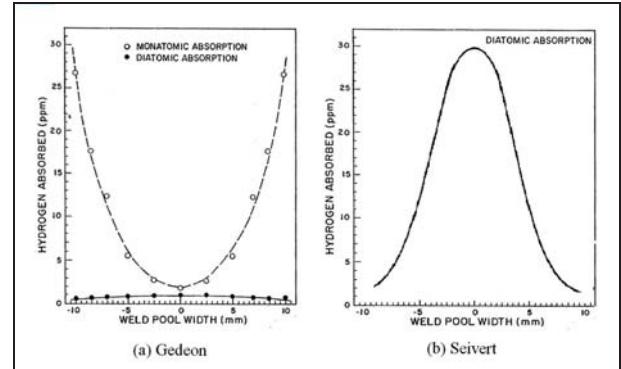 ○ MONATOMIC ABSORPTION
● DIATOMIC ABSORPTION
HYDROGEN ABSORBED (ppm)
30
25
20
15
10
5
0
-10 -5 0 5 10
WELD POOL WIDTH (mm)
(a) Gedeon
DIATOMIC ABSORPTION
HYDROGEN ABSORBED (ppm)
30
25
20
15
10
5
0
-10 -5 0 5 10
WELD POOL WIDTH (mm)
(b) Seivert